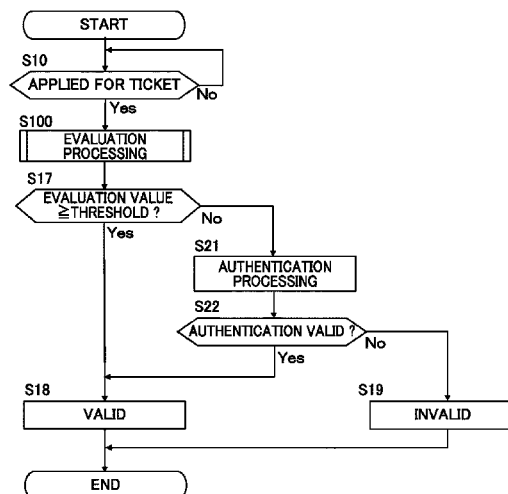 START
S10
APPLIED FOR TICKET
No
Yes
S100
EVALUATION
PROCESSING
S17
EVALUATION VALUE
≧THRESHOLD ?
No
Yes
S21
AUTHENTICATION
PROCESSING
S22
AUTHENTICATION VALID ?
No
Yes
S18
VALID
S19
INVALID
END